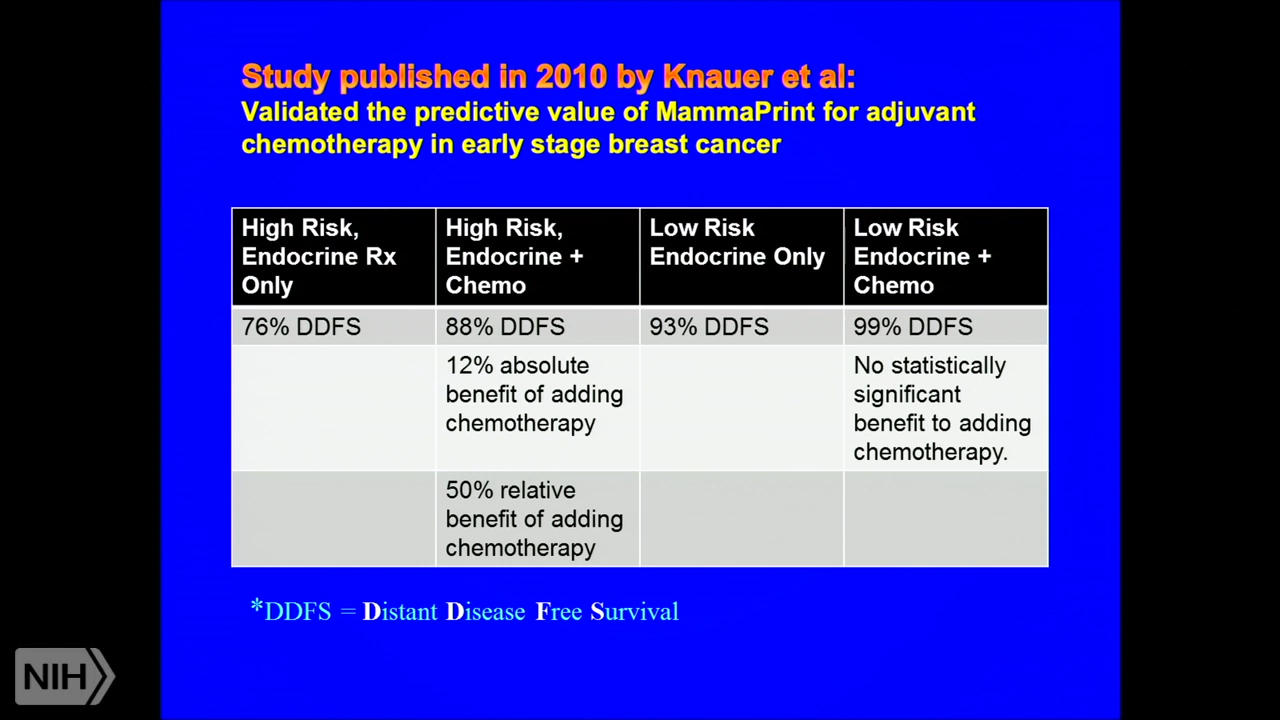 Study published in 2010 by Knauer et al:
Validated the predictive value of MammaPrint for adjuvant
chemotherapy in early stage breast cancer
High Risk,
Endocrine Rx
Only
High Risk,
Endocrine +
Chemo
Low Risk
Endocrine Only
Low Risk
Endocrine +
Chemo
76% DDFS
88% DDFS
93% DDFS
99% DDFS
12% absolute
benefit of adding
chemotherapy
No statistically
significant
benefit to adding
chemotherapy.
50% relative
benefit of adding
chemotherapy
*DDFS = Distant Disease Free Survival
NIH